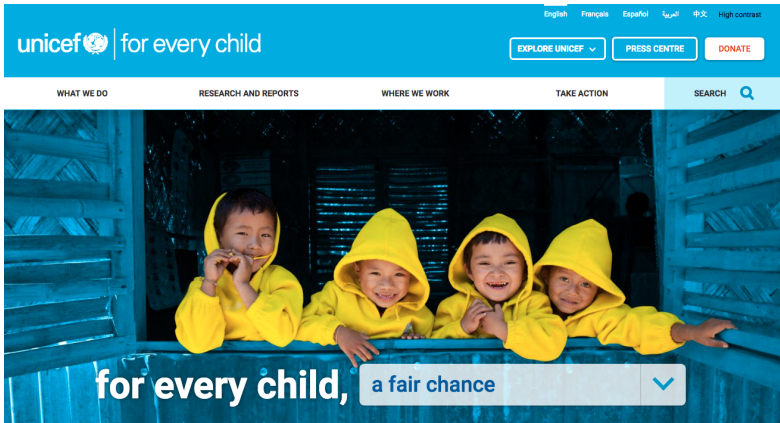 English Français Español العربية 中文 High contrast
unicef for every child
EXPLORE UNICEF PRESS CENTRE DONATE
WHAT WE DO RESEARCH AND REPORTS WHERE WE WORK TAKE ACTION SEARCH
for every child, a fair chance